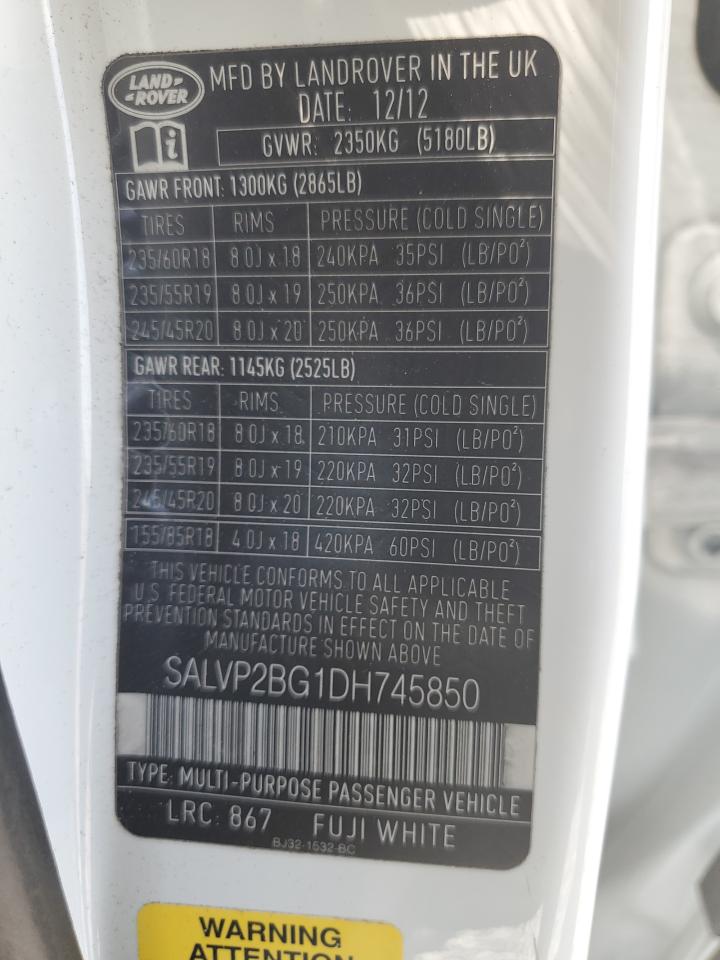 LAND-
-ROVER
MFD BY LANDROVER IN THE UK
DATE: 12/12
i
GVWR: 2350KG (5180LB)
GAWR FRONT: 1300KG (2865LB)
TIRES RIMS PRESSURE (COLD SINGLE)
235/60R18 8.0J x 18 240KPA 35PSI (LB/PO²)
235/55R19 8.0J x 19 250KPA 36PSI (LB/PO²)
245/45R20 8.0J x 20 250KPA 36PSI (LB/PO²)
GAWR REAR: 1145KG (2525LB)
TIRES RIMS PRESSURE (COLD SINGLE)
235/60R18 8.0J x 18 210KPA 31PSI (LB/PO²)
235/55R19 8.0J x 19 220KPA 32PSI (LB/PO²)
245/45R20 8.0J x 20 220KPA 32PSI (LB/PO²)
155/85R18 4.0J x 18 420KPA 60PSI (LB/PO²)
THIS VEHICLE CONFORMS TO ALL APPLICABLE
U.S. FEDERAL MOTOR VEHICLE SAFETY AND THEFT
PREVENTION STANDARDS IN EFFECT ON THE DATE OF
MANUFACTURE SHOWN ABOVE
SALVP2BG1DH745850
TYPE: MULTI-PURPOSE PASSENGER VEHICLE
LRC: 867 FUJI WHITE
BJ32-1532-BC
WARNING
ATTENTION